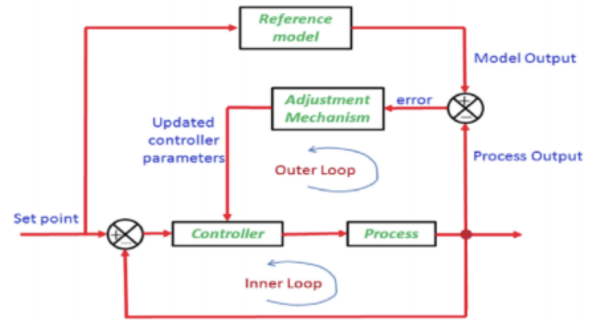 Reference
model
Model Output
Adjustment
Mechanism
error
Updated
controller
parameters
Outer Loop
Process Output
Set point
+
−
Controller
Process
Inner Loop